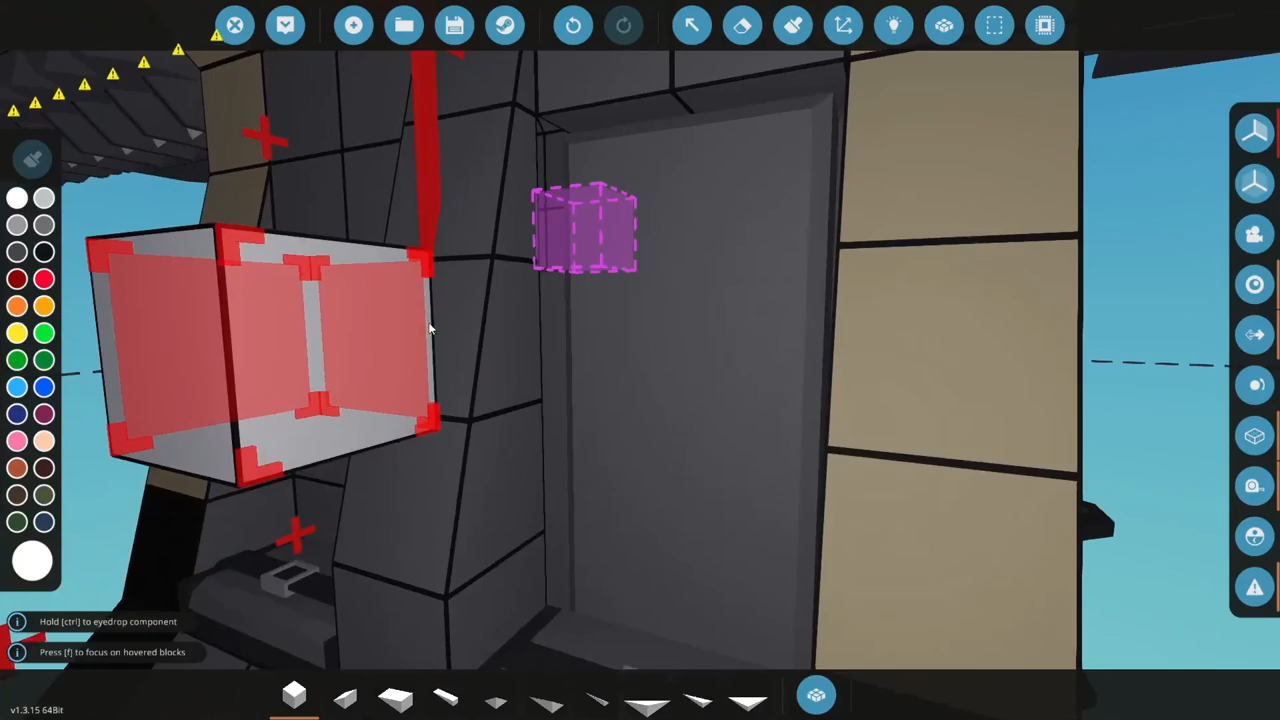 Hold [ctrl] to eyedrop component
Press [f] to focus on hovered blocks
v1.3.15 64Bit